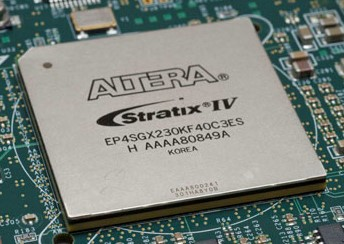 ALTERA®
Stratix® IV
EP4SGX230KF40C3ES
H AAAA80849A
KOREA